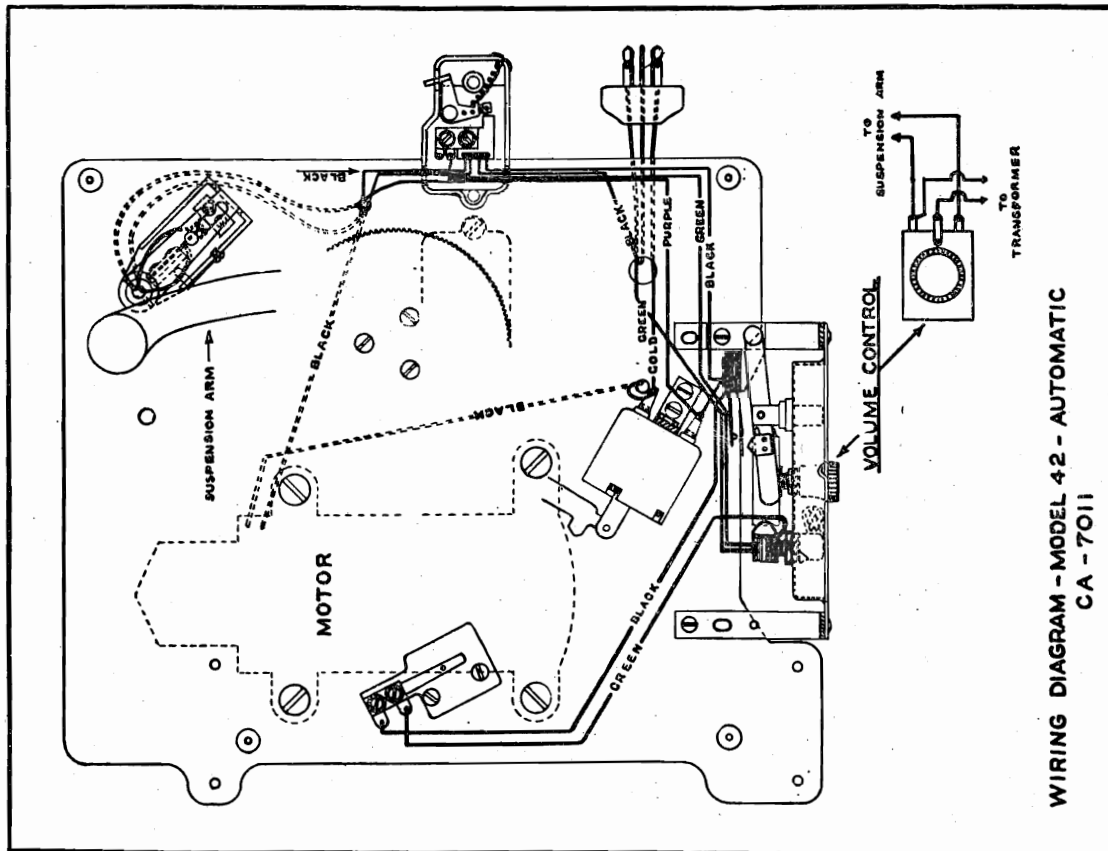 BLACK
BLACK
PURPLE
GREEN
BLACK
GREEN
GOLD
BLACK
BLACK
SUSPENSION ARM
MOTOR
BLACK
GREEN
TO
SUSPENSION ARM
TO
TRANSFORMER
VOLUME CONTROL
WIRING DIAGRAM - MODEL 42 - AUTOMATIC
CA - 7011